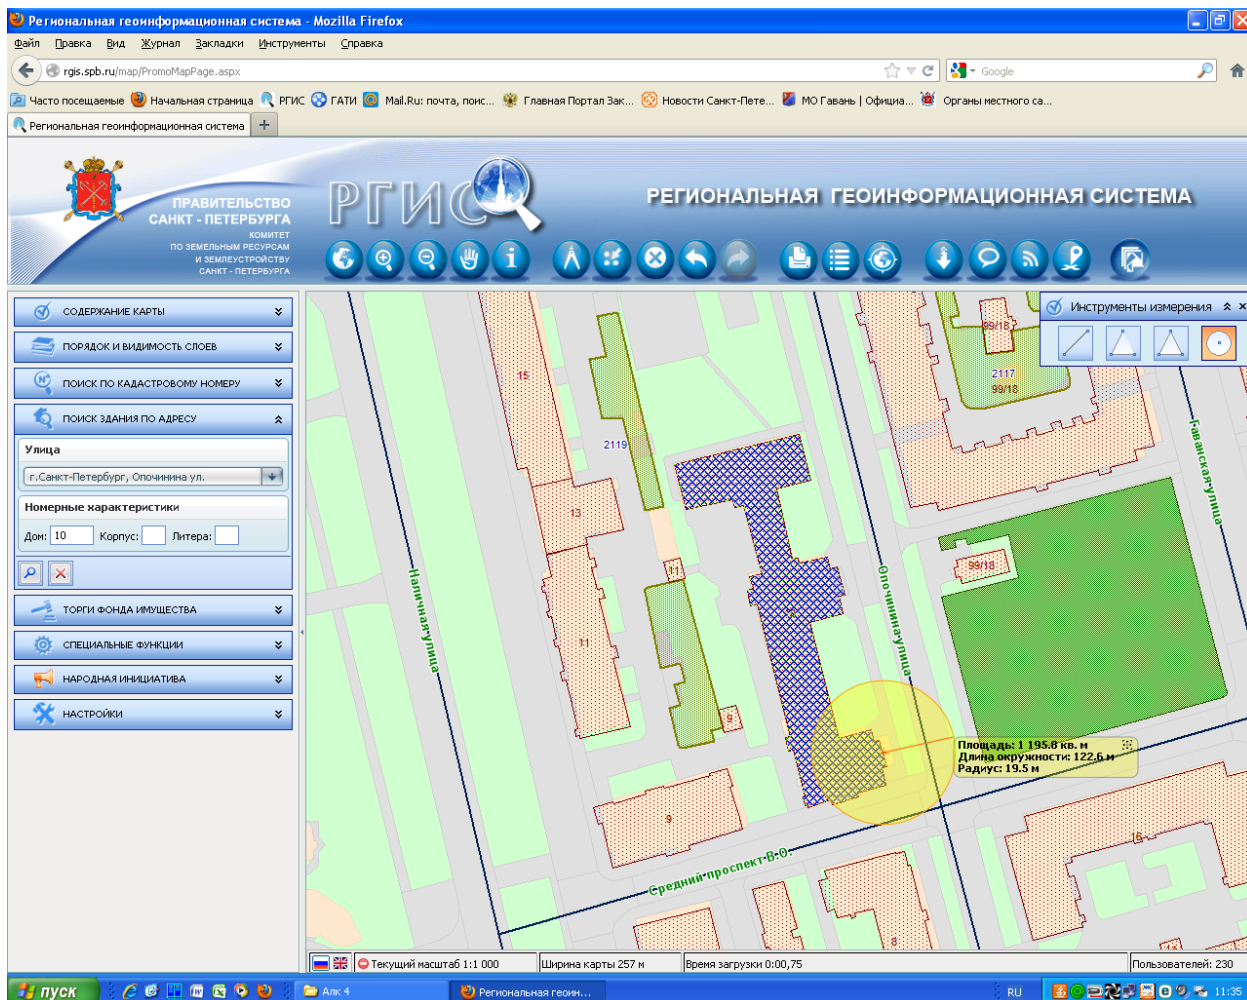 Региональная геоинформационная система - Mozilla Firefox
Файл Правка Вид Журнал Закладки Инструменты Справка
rgis.spb.ru/map/PromoMapPage.aspx
Google
Часто посещаемые Начальная страница РГИС ГАТИ Mail.Ru: почта, поис... Главная Портал Зак... Новости Санкт-Пете... МО Гавань | Официа... Органы местного са...
Региональная геоинформационная система
ПРАВИТЕЛЬСТВО
САНКТ - ПЕТЕРБУРГА
КОМИТЕТ
ПО ЗЕМЕЛЬНЫМ РЕСУРСАМ
И ЗЕМЛЕУСТРОЙСТВУ
САНКТ - ПЕТЕРБУРГА
РГИС
РЕГИОНАЛЬНАЯ ГЕОИНФОРМАЦИОННАЯ СИСТЕМА
СОДЕРЖАНИЕ КАРТЫ
ПОРЯДОК И ВИДИМОСТЬ СЛОЕВ
ПОИСК ПО КАДАСТРОВОМУ НОМЕРУ
ПОИСК ЗДАНИЯ ПО АДРЕСУ
Улица
г.Санкт-Петербург, Опочинина ул.
Номерные характеристики
Дом: 10 Корпус: Литера:
ТОРГИ ФОНДА ИМУЩЕСТВА
СПЕЦИАЛЬНЫЕ ФУНКЦИИ
НАРОДНАЯ ИНИЦИАТИВА
НАСТРОЙКИ
Инструменты измерения
99/18
2117
99/18
15
2119
13
11
11
99/18
9
9
16
8
Наличная улица
Опочинина улица
Гаванская улица
Средний проспект В.О.
Площадь: 1 195.8 кв. м
Длина окружности: 122.6 м
Радиус: 19.5 м
Текущий масштаб 1:1 000 Ширина карты 257 м Время загрузки 0:00,75 Пользователей: 230
пуск Алк 4 Региональная геоин... RU 11:35